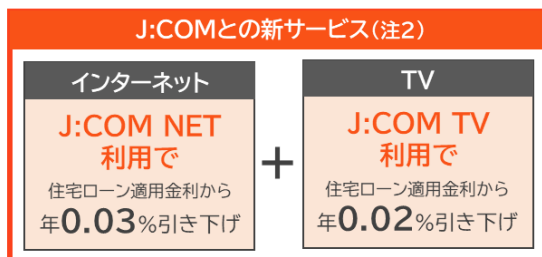 J:COMとの新サービス(注2)
インターネット
J:COM NET
利用で
住宅ローン適用金利から
年0.03%引き下げ
+
TV
J:COM TV
利用で
住宅ローン適用金利から
年0.02%引き下げ